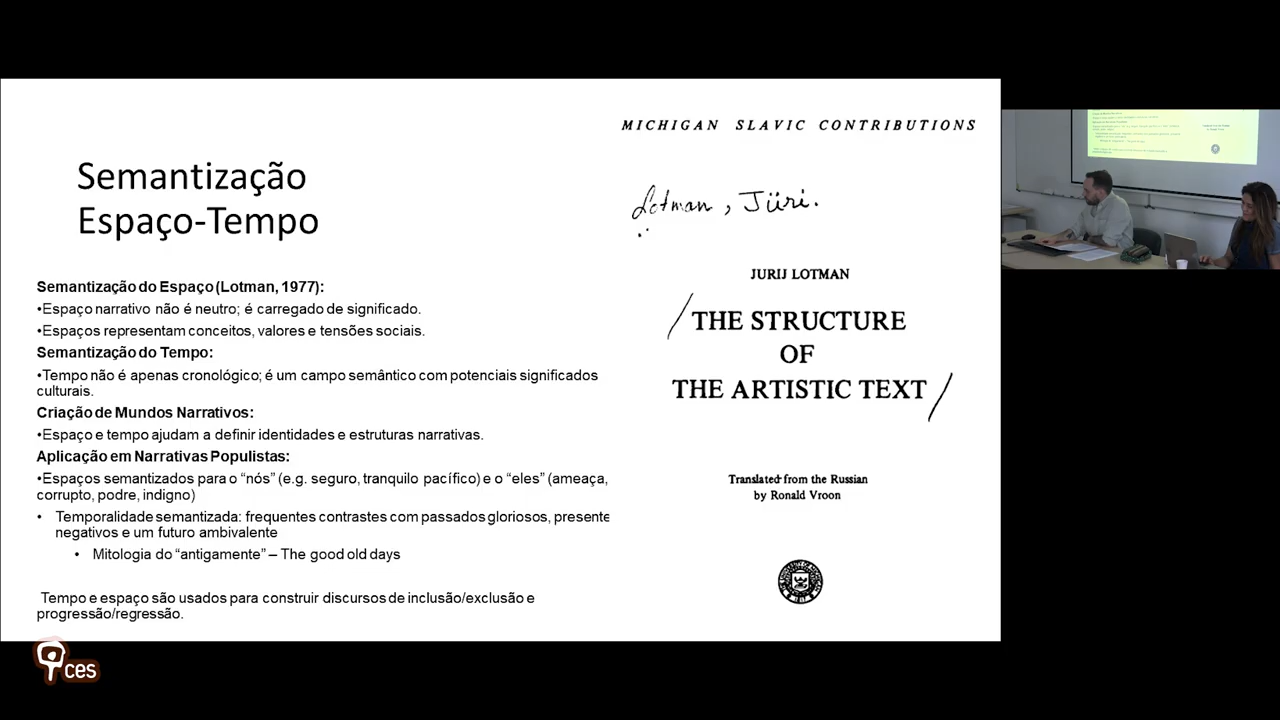 Semantização
Espaço-Tempo
Semantização do Espaço (Lotman, 1977):
•Espaço narrativo não é neutro; é carregado de significado.
•Espaços representam conceitos, valores e tensões sociais.
Semantização do Tempo:
•Tempo não é apenas cronológico; é um campo semântico com potenciais significados
culturais.
Criação de Mundos Narrativos:
•Espaço e tempo ajudam a definir identidades e estruturas narrativas.
Aplicação em Narrativas Populistas:
•Espaços semantizados para o “nós” (e.g. seguro, tranquilo pacífico) e o “eles” (ameaça,
corrupto, podre, indigno)
• Temporalidade semantizada: frequentes contrastes com passados gloriosos, presente
negativos e um futuro ambivalente
• Mitologia do “antigamente” – The good old days
Tempo e espaço são usados para construir discursos de inclusão/exclusão e
progressão/regressão.
MICHIGAN SLAVIC CONTRIBUTIONS
Lotman, Jüri.
JURIJ LOTMAN
/THE STRUCTURE
OF
THE ARTISTIC TEXT/
Translated from the Russian
by Ronald Vroon
ces